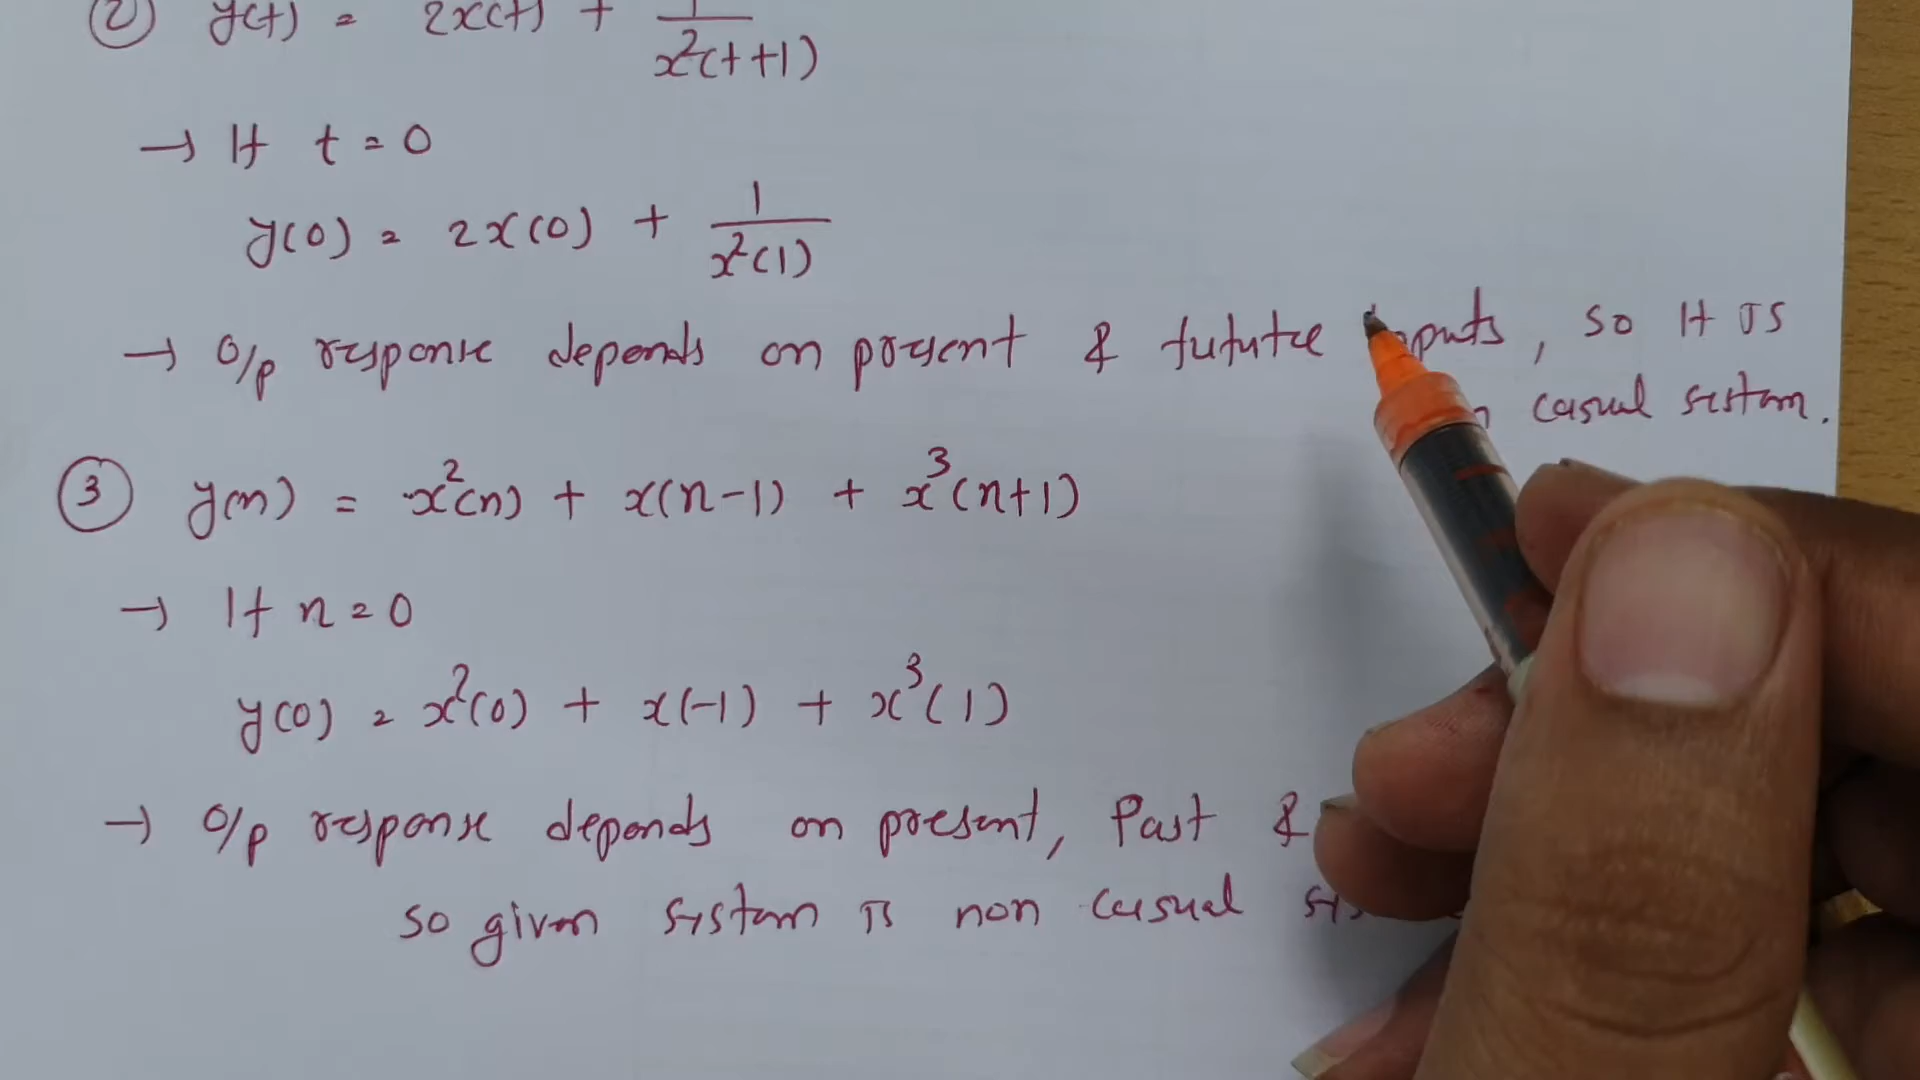 ② y(t) = 2x(t) + 1/x²(t+1)
→ If t = 0
y(0) = 2x(0) + 1/x²(1)
→ O/p response depends on present & future inputs, so It is
casual system.
③ y(n) = x²(n) + x(n-1) + x³(n+1)
→ If n = 0
y(0) = x²(0) + x(-1) + x³(1)
→ O/p response depends on present, Past &
so given system is non casual